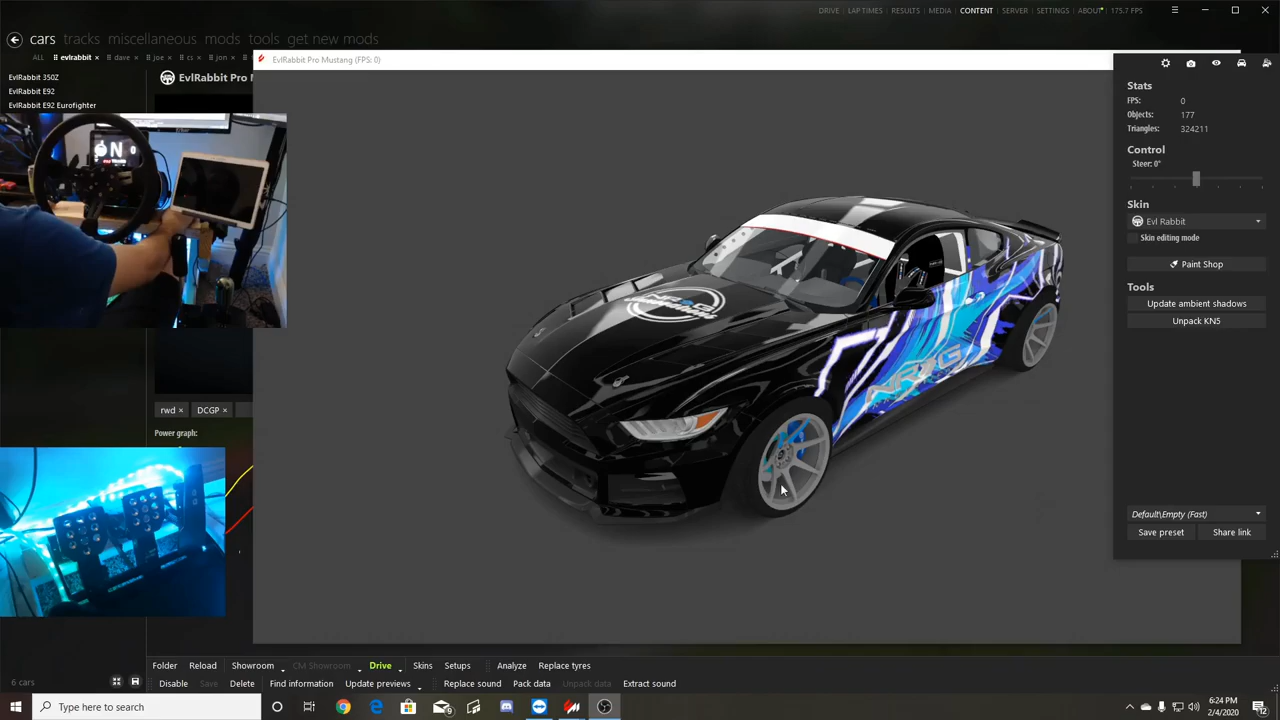 DRIVE LAP TIMES RESULTS MEDIA CONTENT SERVER SETTINGS ABOUT 175.7 FPS
cars tracks miscellaneous mods tools get new mods
ALL evlrabbit × dave × joe × cs × jon ×
EvlRabbit Pro Mustang (FPS: 0)
EvlRabbit 350Z
EvlRabbit E92
EvlRabbit E92 Eurofighter
EvlRabbit Pro M
Stats
FPS: 0
Objects: 177
Triangles: 324211
Control
Steer: 0°
Skin
Evl Rabbit
Skin editing mode
Paint Shop
Tools
Update ambient shadows
Unpack KN5
NRG
rwd × DCGP ×
Power graph:
Default\Empty (Fast)
Save preset Share link
Folder Reload Showroom CM Showroom Drive Skins Setups Analyze Replace tyres
6 cars
Disable Save Delete Find information Update previews Replace sound Pack data Unpack data Extract sound
Type here to search
6:24 PM
2/4/2020